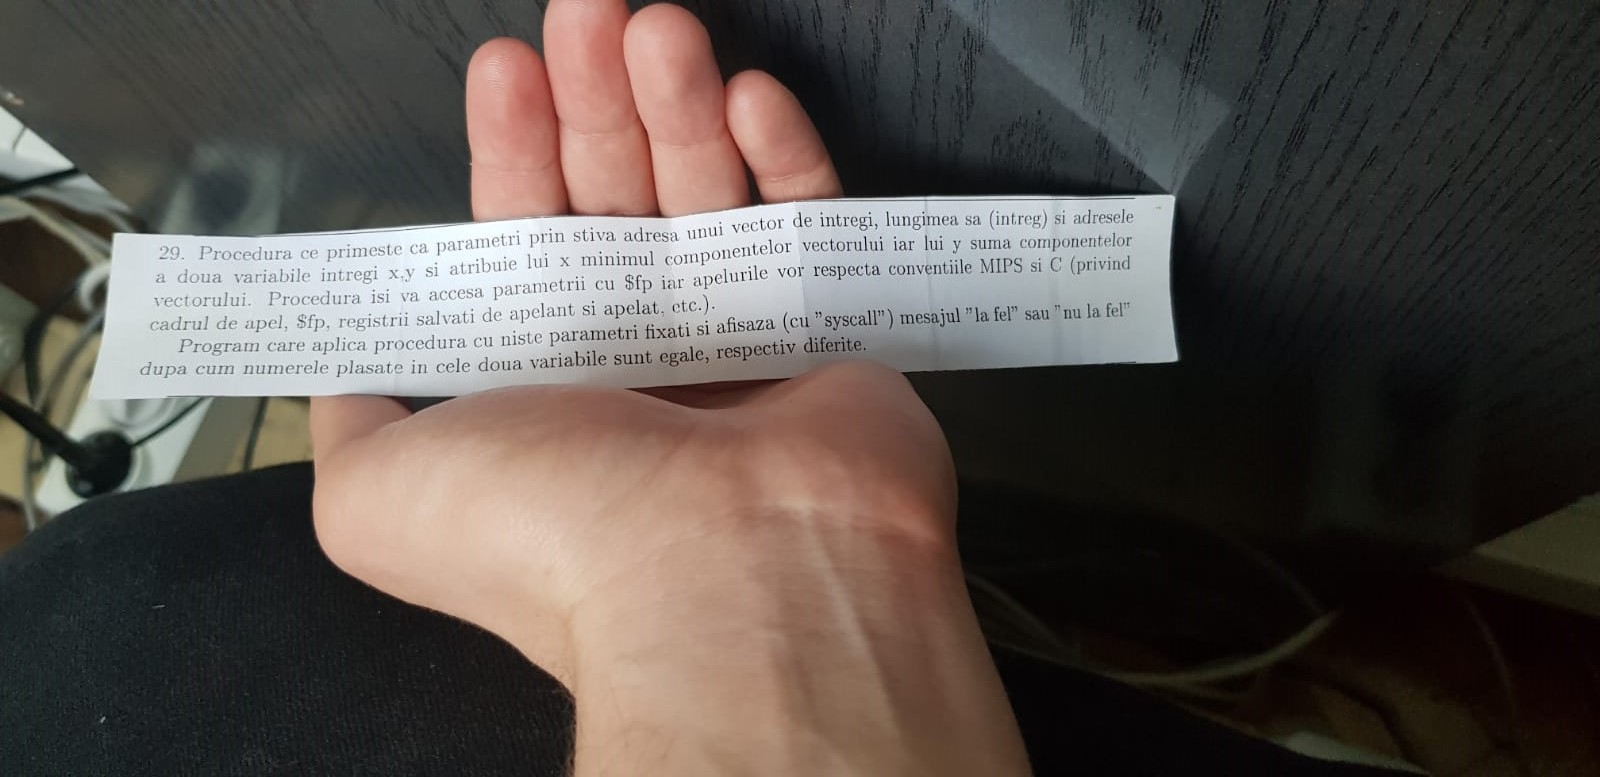 29. Procedura ce primeste ca parametri prin stiva adresa unui vector de intregi, lungimea sa (intreg) si adresele
a doua variabile intregi x,y si atribuie lui x minimul componentelor vectorului iar lui y suma componentelor
vectorului. Procedura isi va accesa parametrii cu $fp iar apelurile vor respecta conventiile MIPS si C (privind
cadrul de apel, $fp, registrii salvati de apelant si apelat, etc.).
Program care aplica procedura cu niste parametri fixati si afisaza (cu "syscall") mesajul "la fel" sau "nu la fel"
dupa cum numerele plasate in cele doua variabile sunt egale, respectiv diferite.